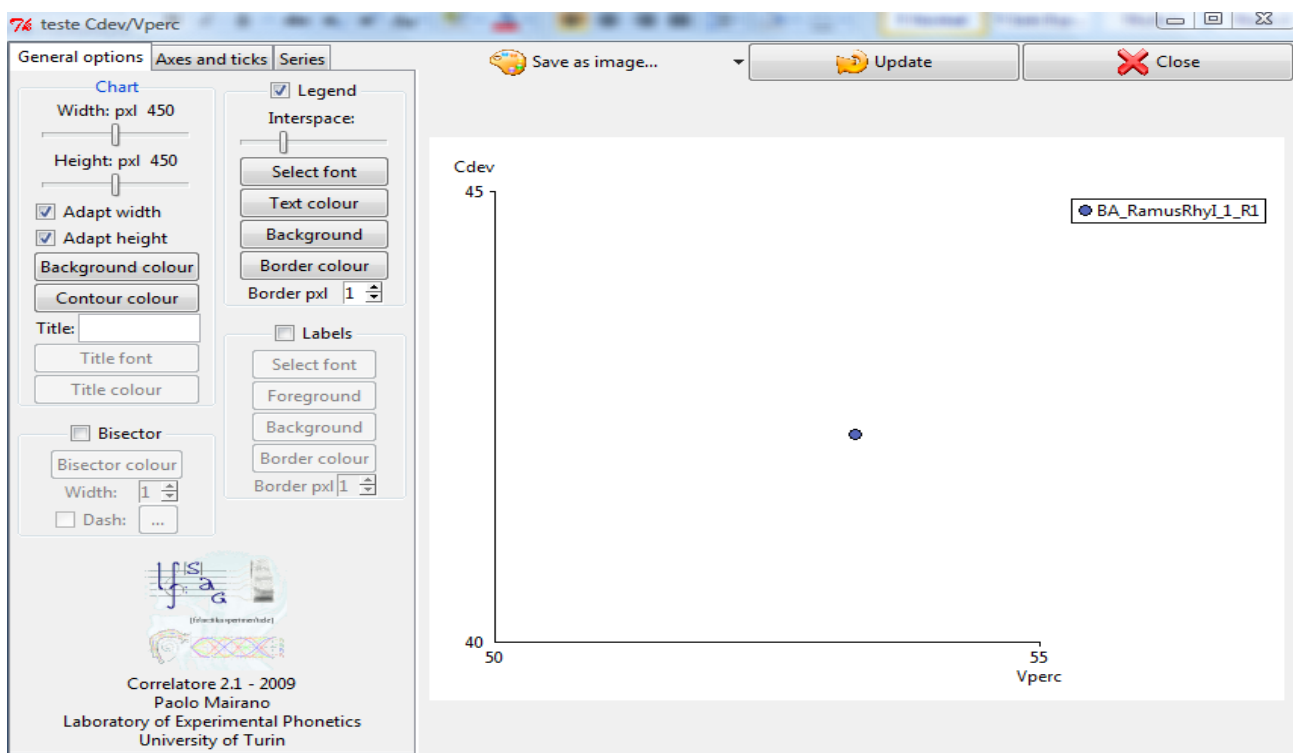 teste Cdev/Vperc
General options Axes and ticks Series
Save as image... Update Close
Chart
Width: pxl 450
Height: pxl 450
Adapt width
Adapt height
Background colour
Contour colour
Title:
Title font
Title colour
Bisector
Bisector colour
Width: 1
Dash: ...
Legend
Interspace:
Select font
Text colour
Background
Border colour
Border pxl 1
Labels
Select font
Foreground
Background
Border colour
Border pxl 1
Correlatore 2.1 - 2009
Paolo Mairano
Laboratory of Experimental Phonetics
University of Turin
Cdev
45
BA_RamusRhyI_1_R1
40
50 55
Vperc